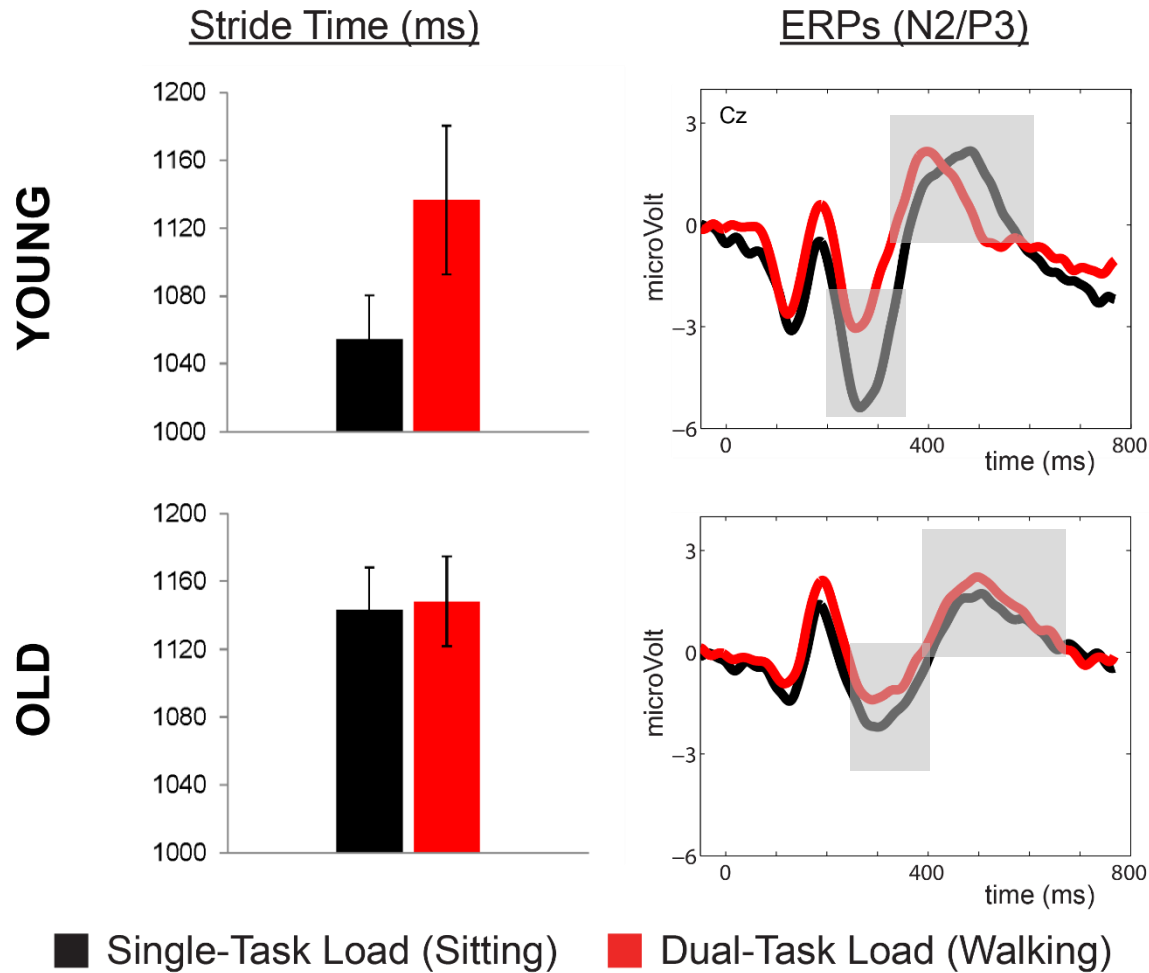 Stride Time (ms)
ERPs (N2/P3)
YOUNG
1200
1160
1120
1080
1040
1000
Cz
microVolt
3
0
−3
−6
0
400
800
time (ms)
OLD
1200
1160
1120
1080
1040
1000
microVolt
3
0
−3
−6
0
400
800
time (ms)
Single-Task Load (Sitting)
Dual-Task Load (Walking)